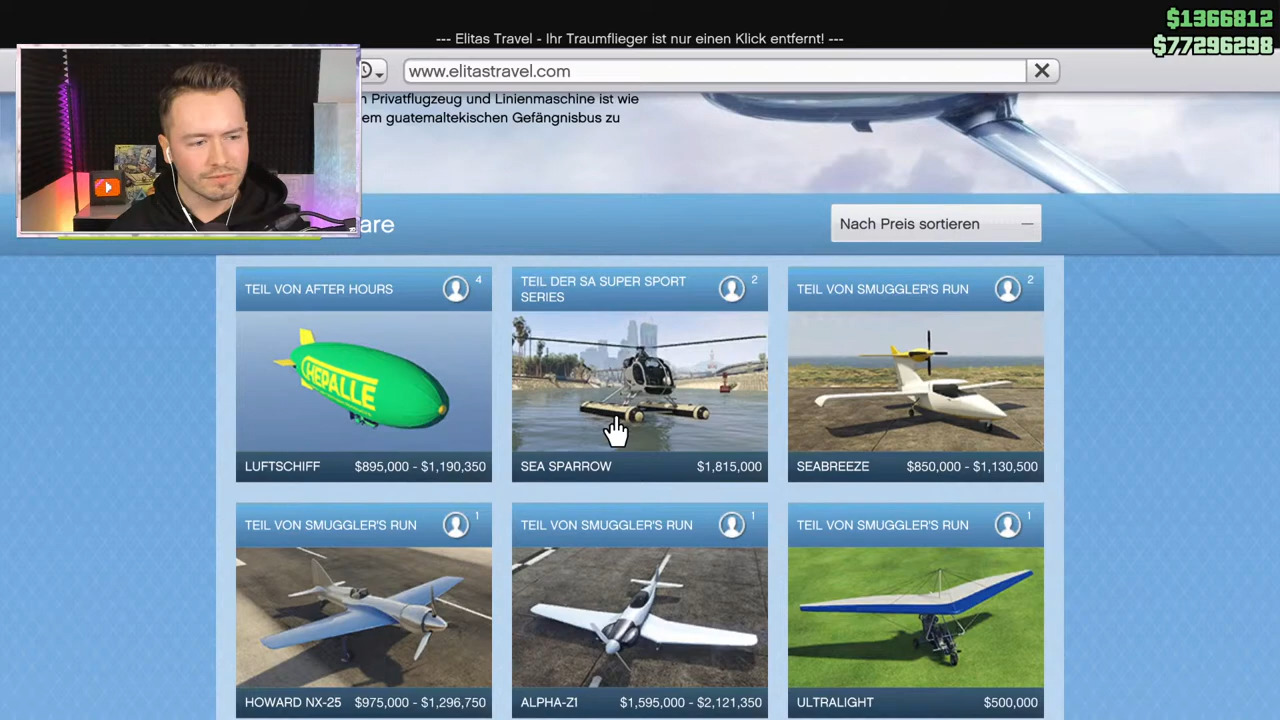 $1366812
$77296298
--- Elitas Travel - Ihr Traumflieger ist nur einen Klick entfernt! ---
www.elitastravel.com
n Privatflugzeug und Linienmaschine ist wie
em guatemaltekischen Gefängnisbus zu
are
Nach Preis sortieren
TEIL VON AFTER HOURS
4
TEIL DER SA SUPER SPORT
SERIES
2
TEIL VON SMUGGLER'S RUN
2
HEPALLE
LUFTSCHIFF $895,000 - $1,190,350
SEA SPARROW $1,815,000
SEABREEZE $850,000 - $1,130,500
TEIL VON SMUGGLER'S RUN
1
TEIL VON SMUGGLER'S RUN
1
TEIL VON SMUGGLER'S RUN
1
HOWARD NX-25 $975,000 - $1,296,750
ALPHA-Z1 $1,595,000 - $2,121,350
ULTRALIGHT $500,000